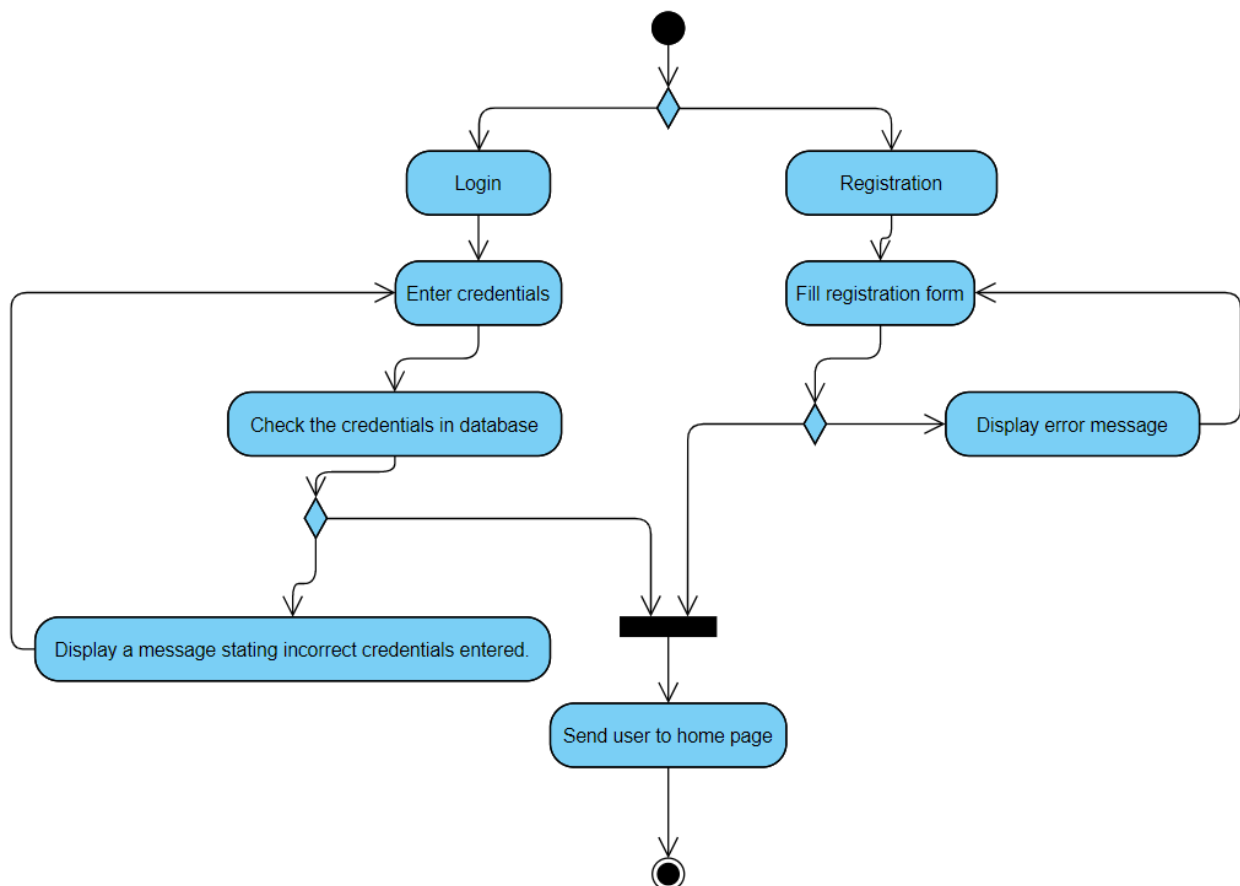 Login
Registration
Enter credentials
Fill registration form
Check the credentials in database
Display error message
Display a message stating incorrect credentials entered.
Send user to home page